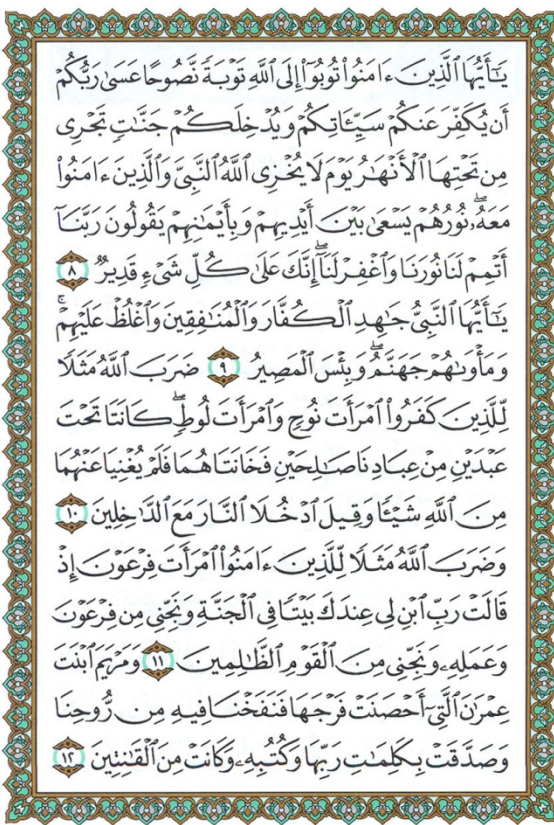 يَـٰٓأَيُّهَا ٱلَّذِينَ ءَامَنُوا۟ تُوبُوٓا۟ إِلَى ٱللَّهِ تَوْبَةً نَّصُوحًا عَسَىٰ رَبُّكُمْ
أَن يُكَفِّرَ عَنكُمْ سَيِّـَٔاتِكُمْ وَيُدْخِلَكُمْ جَنَّـٰتٍ تَجْرِى
مِن تَحْتِهَا ٱلْأَنْهَـٰرُ يَوْمَ لَا يُخْزِى ٱللَّهُ ٱلنَّبِىَّ وَٱلَّذِينَ ءَامَنُوا۟
مَعَهُۥ ۖ نُورُهُمْ يَسْعَىٰ بَيْنَ أَيْدِيهِمْ وَبِأَيْمَـٰنِهِمْ يَقُولُونَ رَبَّنَآ
أَتْمِمْ لَنَا نُورَنَا وَٱغْفِرْ لَنَآ ۖ إِنَّكَ عَلَىٰ كُلِّ شَىْءٍ قَدِيرٌ ٨
يَـٰٓأَيُّهَا ٱلنَّبِىُّ جَـٰهِدِ ٱلْكُفَّارَ وَٱلْمُنَـٰفِقِينَ وَٱغْلُظْ عَلَيْهِمْ ۚ
وَمَأْوَىٰهُمْ جَهَنَّمُ ۖ وَبِئْسَ ٱلْمَصِيرُ ٩ ضَرَبَ ٱللَّهُ مَثَلًا
لِّلَّذِينَ كَفَرُوا۟ ٱمْرَأَتَ نُوحٍ وَٱمْرَأَتَ لُوطٍ ۖ كَانَتَا تَحْتَ
عَبْدَيْنِ مِنْ عِبَادِنَا صَـٰلِحَيْنِ فَخَانَتَاهُمَا فَلَمْ يُغْنِيَا عَنْهُمَا
مِنَ ٱللَّهِ شَيْـًٔا وَقِيلَ ٱدْخُلَا ٱلنَّارَ مَعَ ٱلدَّٰخِلِينَ ١٠
وَضَرَبَ ٱللَّهُ مَثَلًا لِّلَّذِينَ ءَامَنُوا۟ ٱمْرَأَتَ فِرْعَوْنَ إِذْ
قَالَتْ رَبِّ ٱبْنِ لِى عِندَكَ بَيْتًا فِى ٱلْجَنَّةِ وَنَجِّنِى مِن فِرْعَوْنَ
وَعَمَلِهِۦ وَنَجِّنِى مِنَ ٱلْقَوْمِ ٱلظَّـٰلِمِينَ ١١ وَمَرْيَمَ ٱبْنَتَ
عِمْرَٰنَ ٱلَّتِىٓ أَحْصَنَتْ فَرْجَهَا فَنَفَخْنَا فِيهِ مِن رُّوحِنَا
وَصَدَّقَتْ بِكَلِمَـٰتِ رَبِّهَا وَكُتُبِهِۦ وَكَانَتْ مِنَ ٱلْقَـٰنِتِينَ ١٢